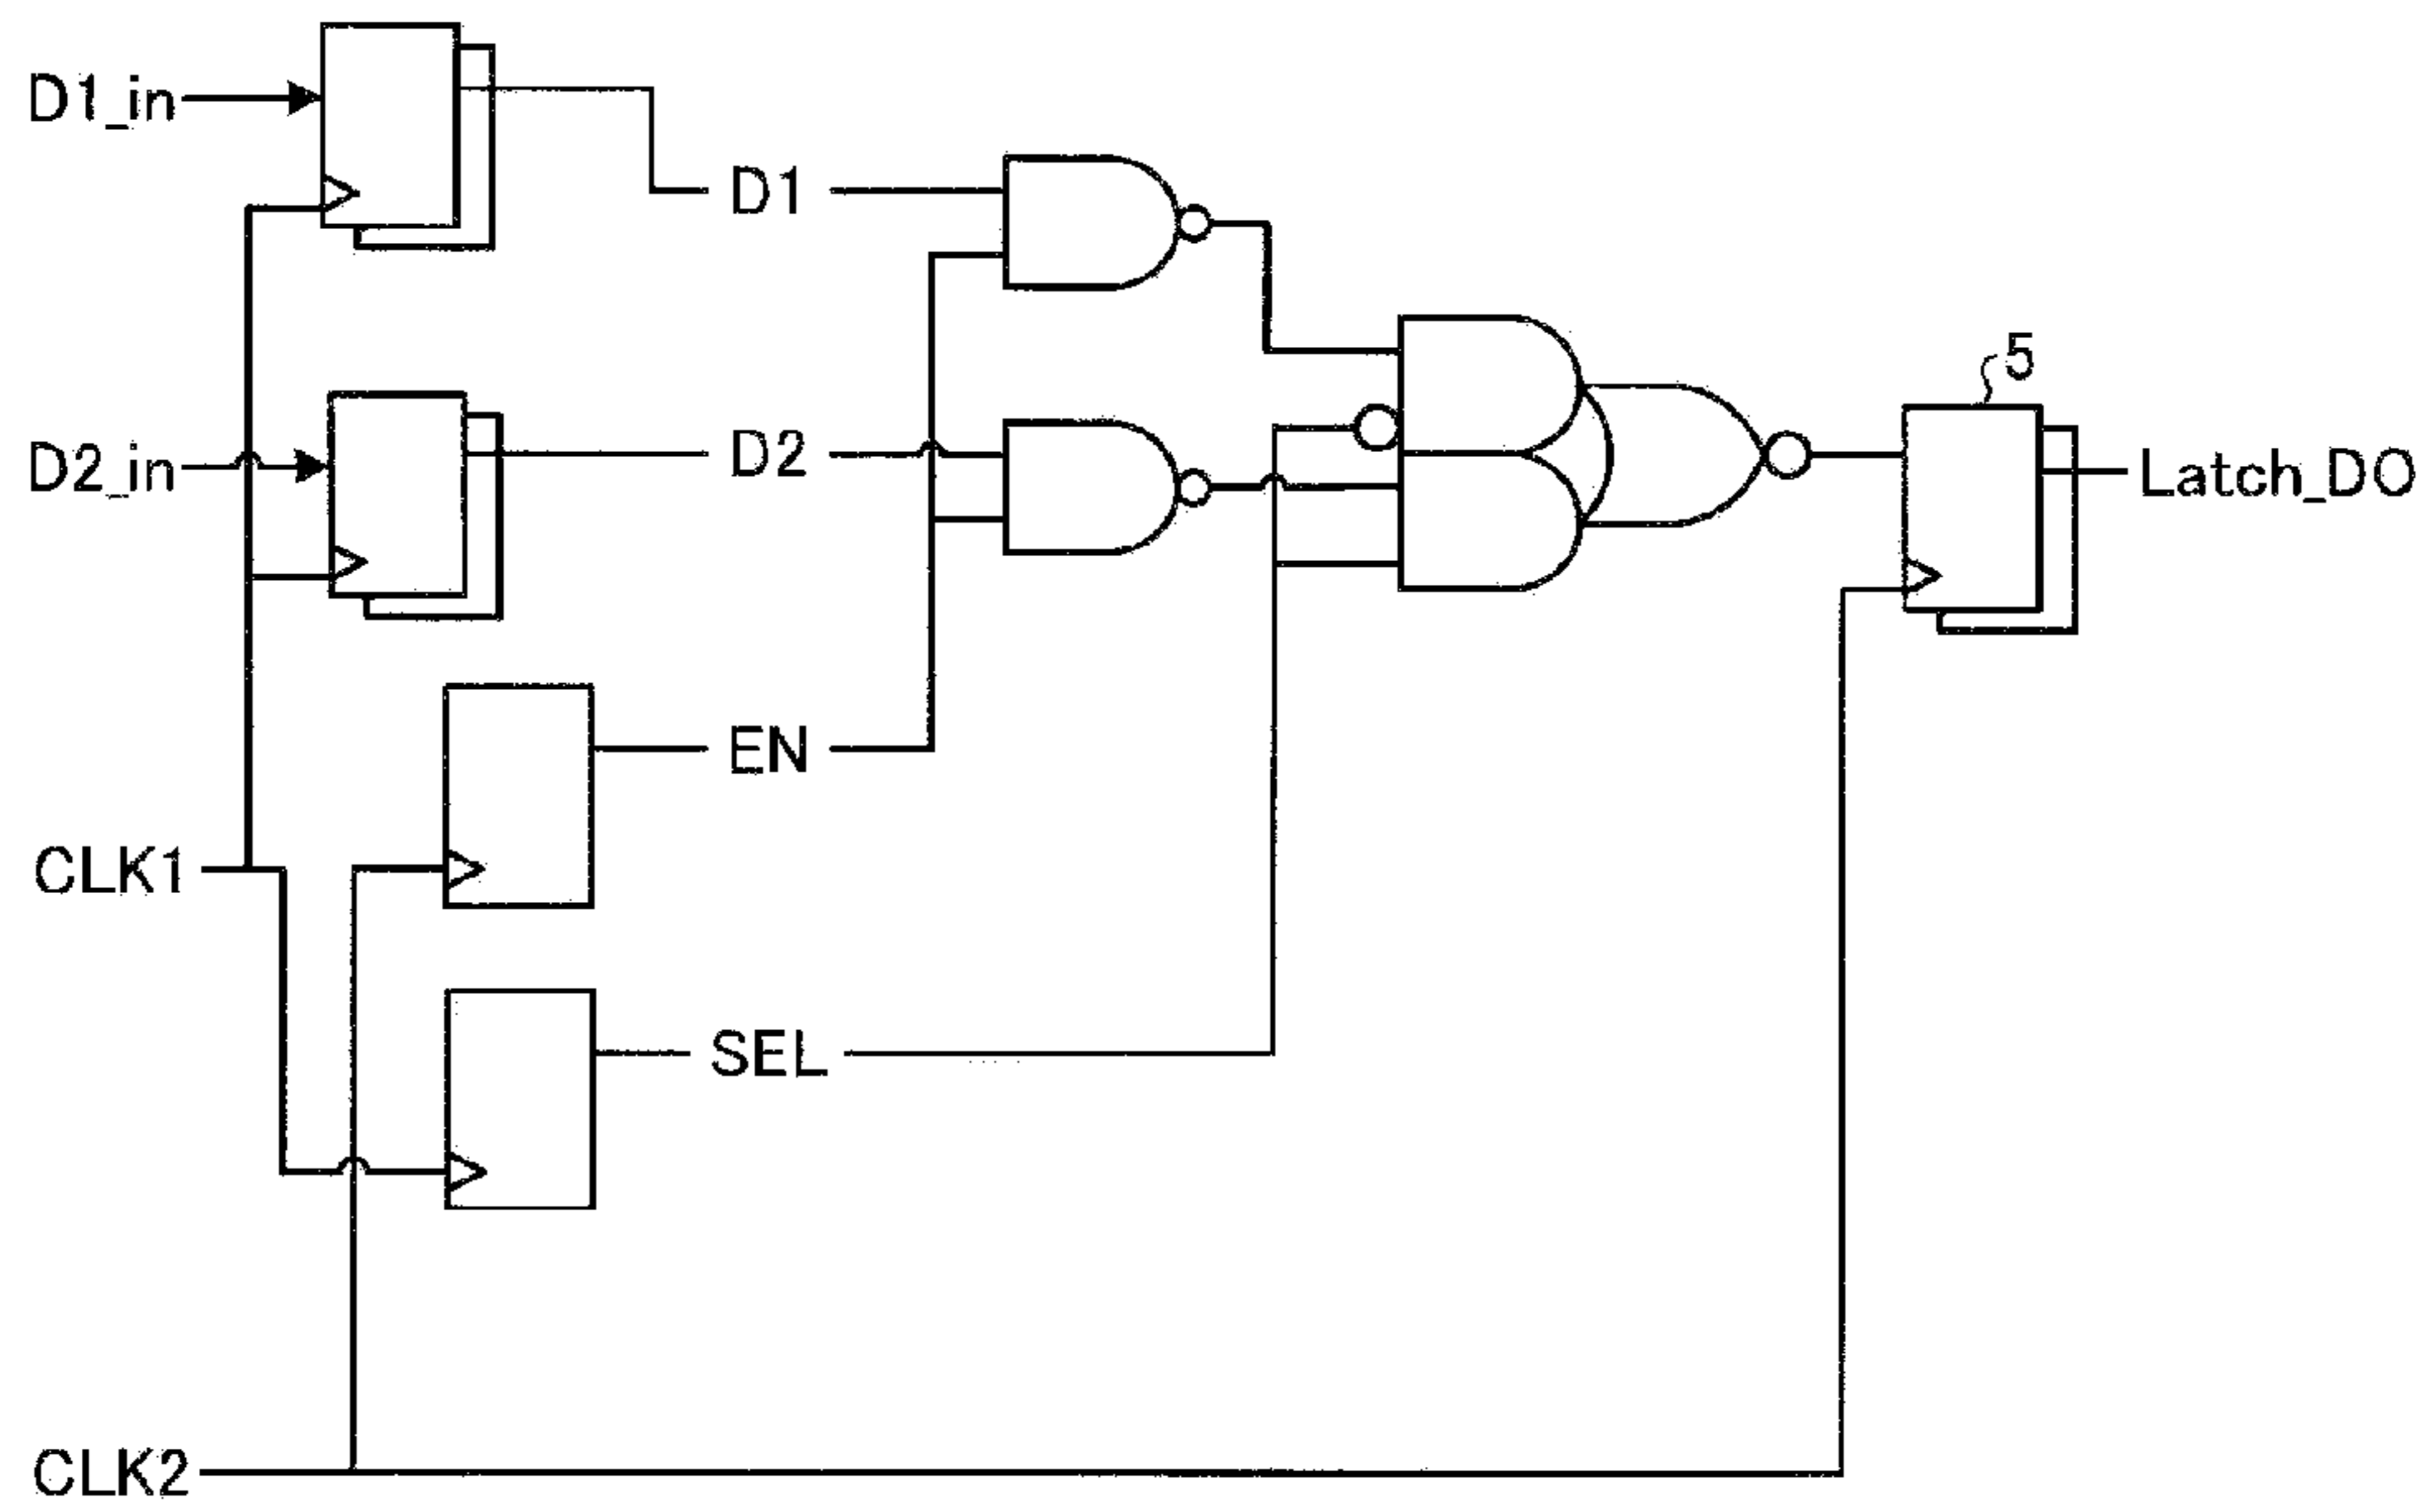 D1_in
D1
5
D2_in
D2
Latch_DO
EN
CLK1
SEL
CLK2